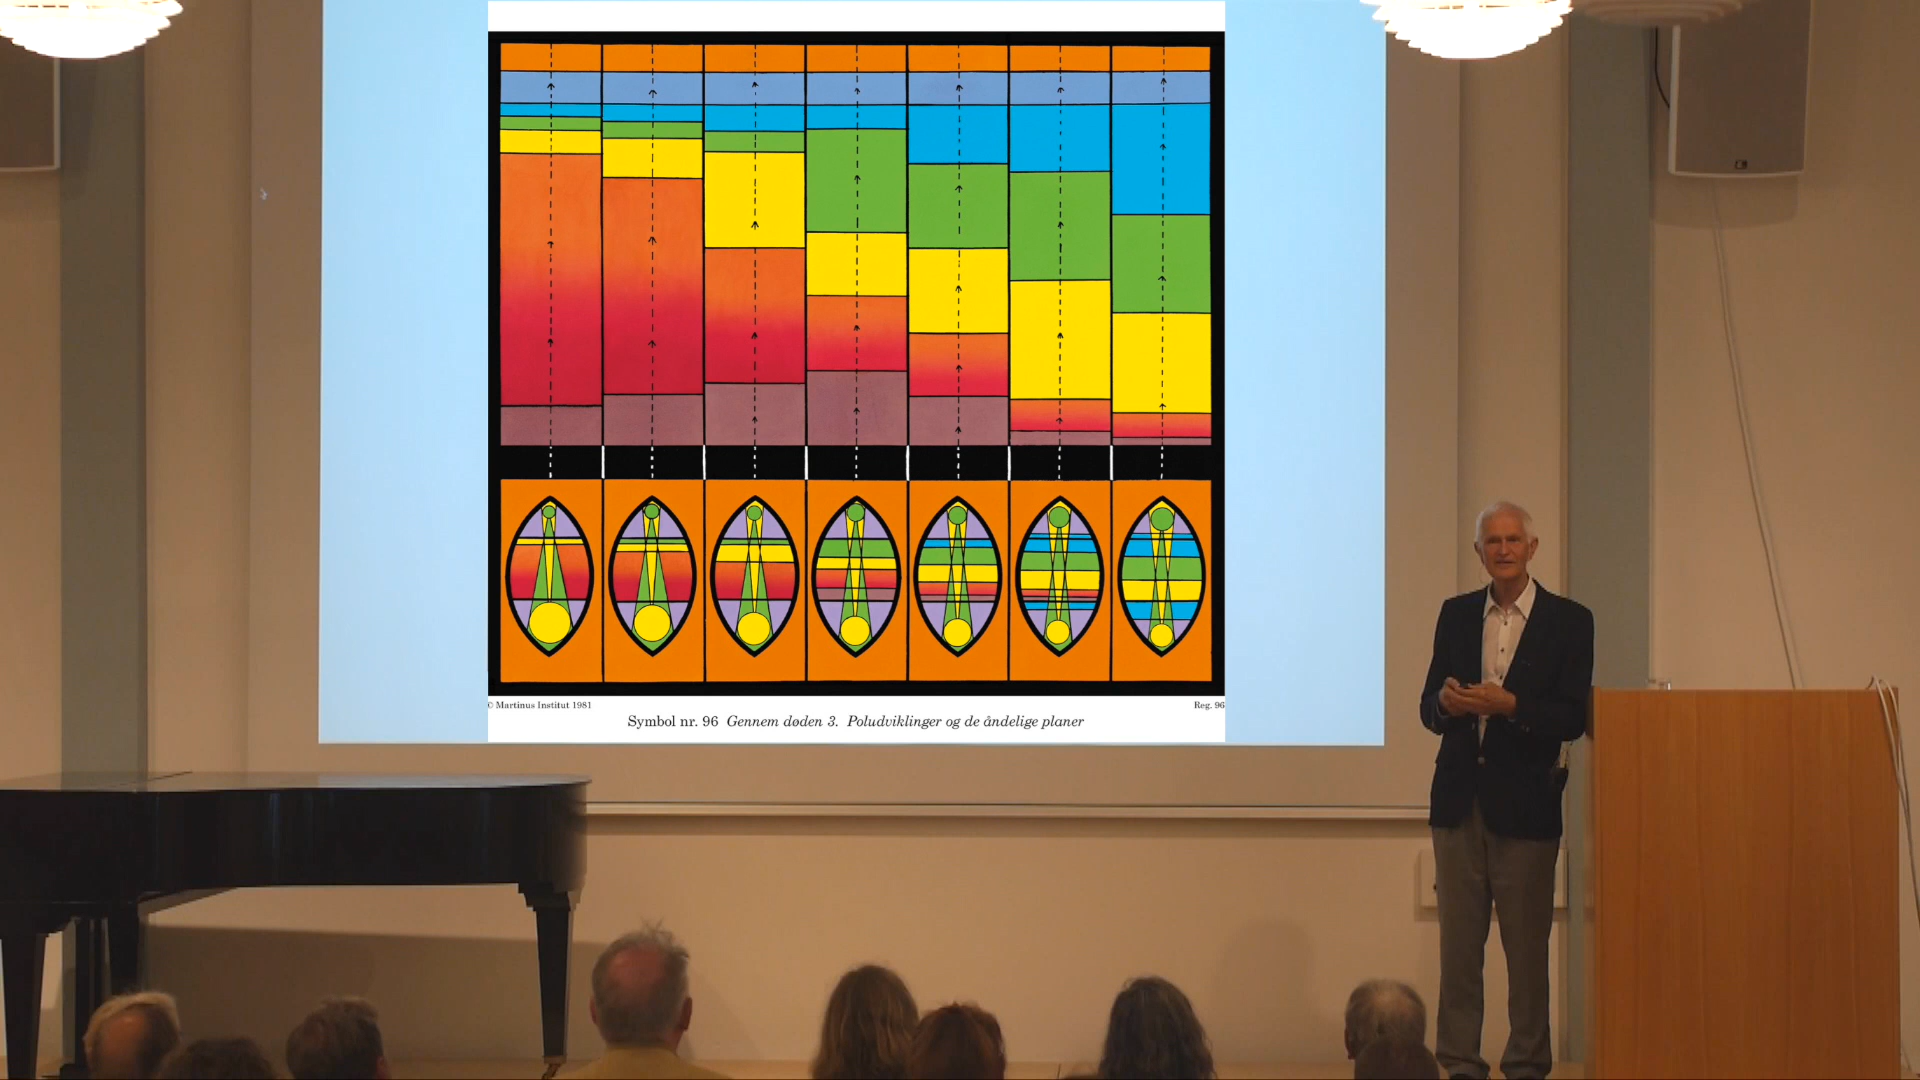 © Martinus Institut 1981
Reg. 96
Symbol nr. 96 Gennem døden 3. Poludviklinger og de åndelige planer